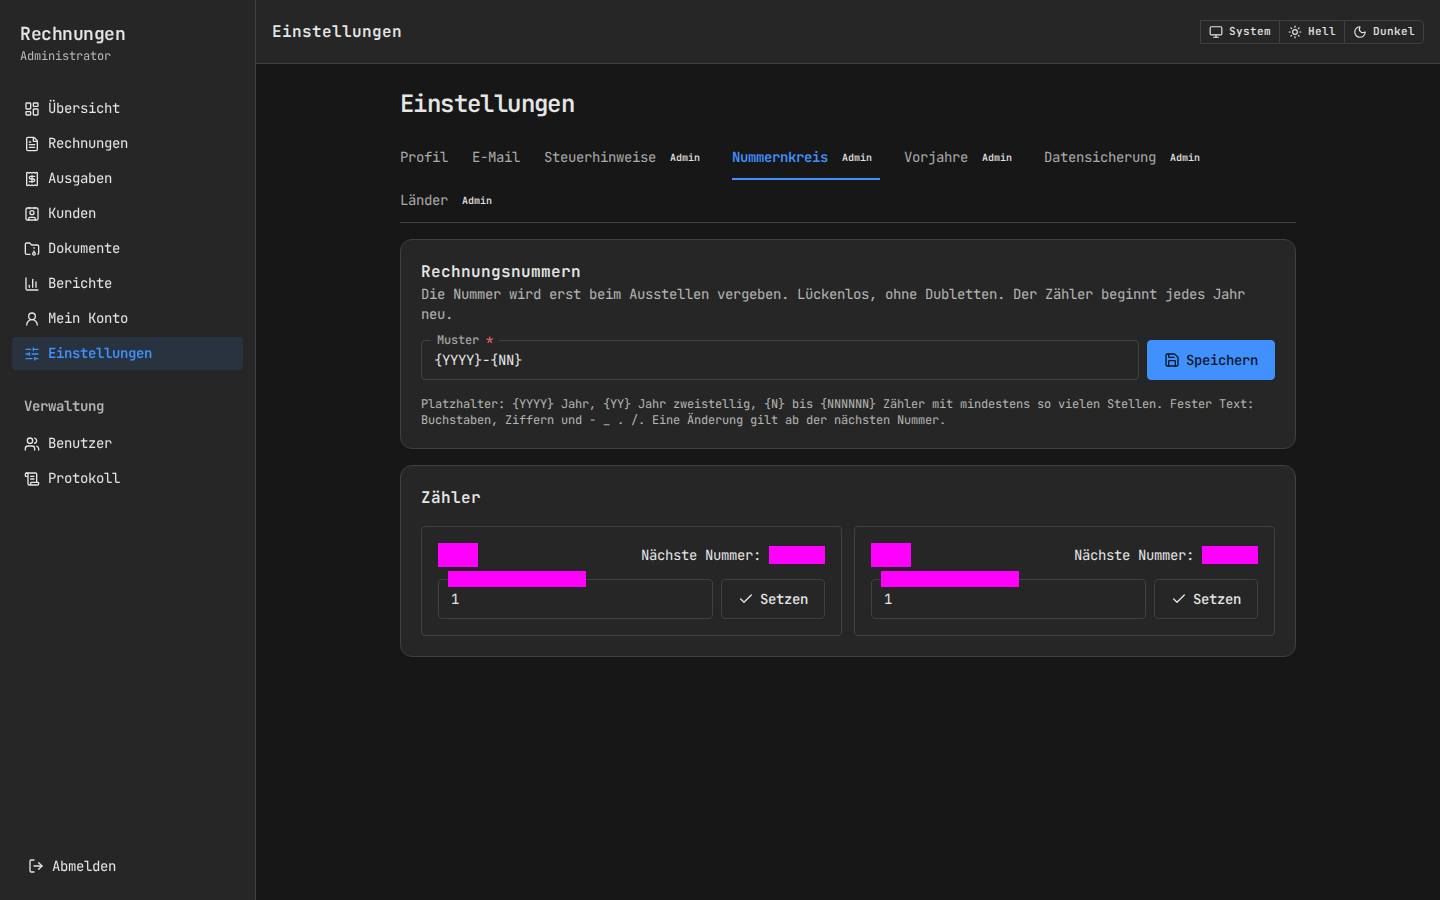 Rechnungen
Administrator
Übersicht
Rechnungen
Ausgaben
Kunden
Dokumente
Berichte
Mein Konto
Einstellungen
Verwaltung
Benutzer
Protokoll
Abmelden
Einstellungen
System Hell Dunkel
Einstellungen
Profil E-Mail Steuerhinweise Admin Nummernkreis Admin Vorjahre Admin Datensicherung Admin
Länder Admin
Rechnungsnummern
Die Nummer wird erst beim Ausstellen vergeben. Lückenlos, ohne Dubletten. Der Zähler beginnt jedes Jahr
neu.
Muster *
{YYYY}-{NN}
Speichern
Platzhalter: {YYYY} Jahr, {YY} Jahr zweistellig, {N} bis {NNNNNN} Zähler mit mindestens so vielen Stellen. Fester Text:
Buchstaben, Ziffern und - _ . /. Eine Änderung gilt ab der nächsten Nummer.
Zähler
Nächste Nummer:
1 Setzen
Nächste Nummer:
1 Setzen